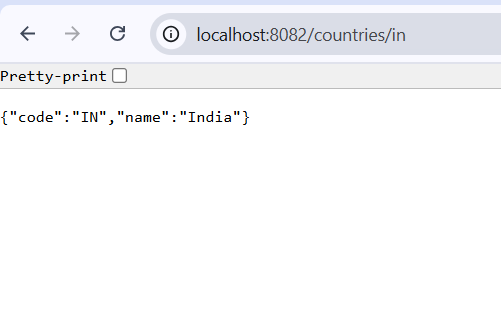 localhost:8082/countries/in
Pretty-print
{"code":"IN","name":"India"}